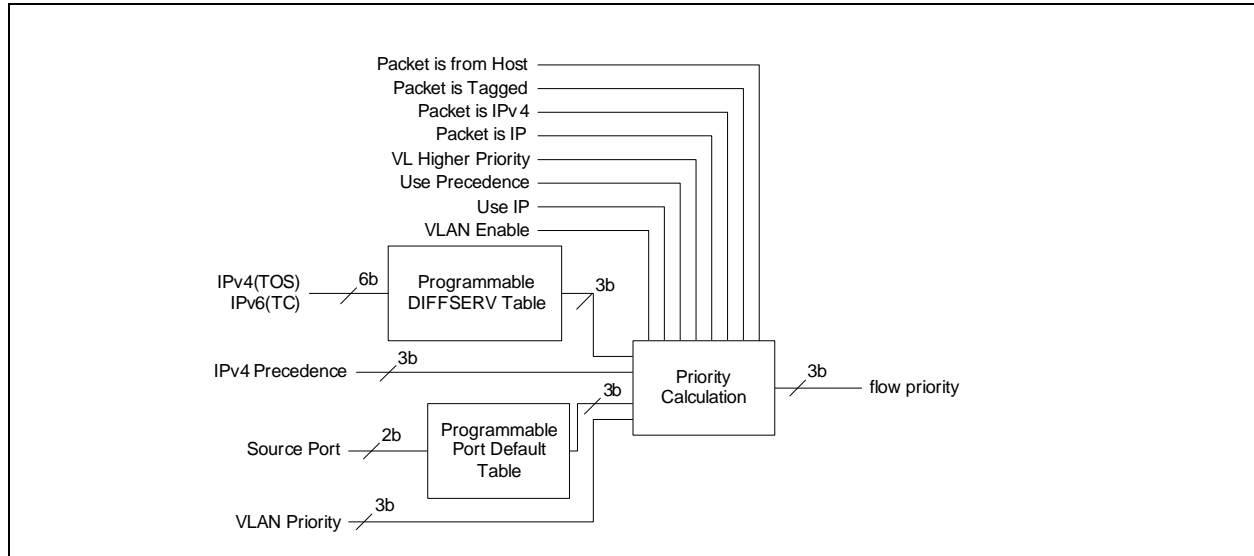 Packet is from Host
Packet is Tagged
Packet is IPv4
Packet is IP
VL Higher Priority
Use Precedence
Use IP
VLAN Enable
IPv4(TOS)
IPv6(TC)
6b
Programmable
DIFFSERV Table
3b
IPv4 Precedence
3b
Priority
Calculation
3b
flow priority
Source Port
2b
Programmable
Port Default
Table
3b
VLAN Priority
3b